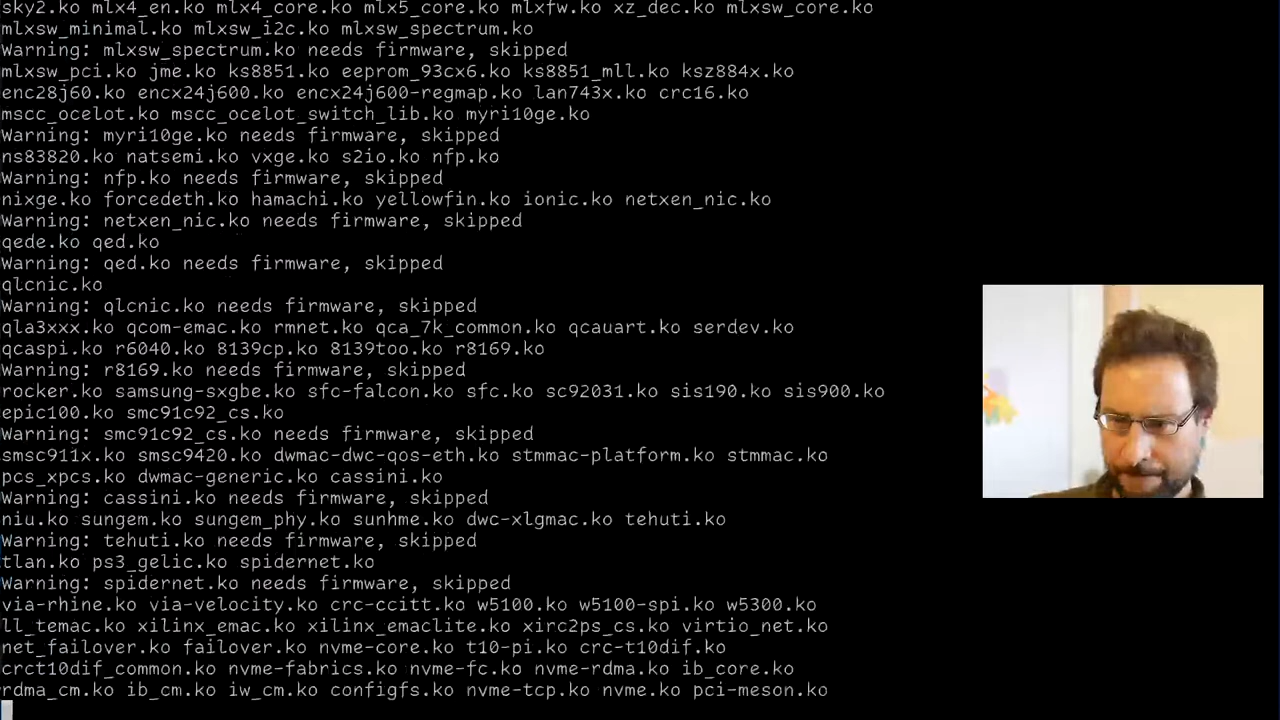 sky2.ko mlx4_en.ko mlx4_core.ko mlx5_core.ko mlxfw.ko xz_dec.ko mlxsw_core.ko
mlxsw_minimal.ko mlxsw_i2c.ko mlxsw_spectrum.ko
Warning: mlxsw_spectrum.ko needs firmware, skipped
mlxsw_pci.ko jme.ko ks8851.ko eeprom_93cx6.ko ks8851_mll.ko ksz884x.ko
enc28j60.ko encx24j600.ko encx24j600-regmap.ko lan743x.ko crc16.ko
mscc_ocelot.ko mscc_ocelot_switch_lib.ko myri10ge.ko
Warning: myri10ge.ko needs firmware, skipped
ns83820.ko natsemi.ko vxge.ko s2io.ko nfp.ko
Warning: nfp.ko needs firmware, skipped
nixge.ko forcedeth.ko hamachi.ko yellowfin.ko ionic.ko netxen_nic.ko
Warning: netxen_nic.ko needs firmware, skipped
qede.ko qed.ko
Warning: qed.ko needs firmware, skipped
qlcnic.ko
Warning: qlcnic.ko needs firmware, skipped
qla3xxx.ko qcom-emac.ko rmnet.ko qca_7k_common.ko qcauart.ko serdev.ko
qcaspi.ko r6040.ko 8139cp.ko 8139too.ko r8169.ko
Warning: r8169.ko needs firmware, skipped
rocker.ko samsung-sxgbe.ko sfc-falcon.ko sfc.ko sc92031.ko sis190.ko sis900.ko
epic100.ko smc91c92_cs.ko
Warning: smc91c92_cs.ko needs firmware, skipped
smsc911x.ko smsc9420.ko dwmac-dwc-qos-eth.ko stmmac-platform.ko stmmac.ko
pcs_xpcs.ko dwmac-generic.ko cassini.ko
Warning: cassini.ko needs firmware, skipped
niu.ko sungem.ko sungem_phy.ko sunhme.ko dwc-xlgmac.ko tehuti.ko
Warning: tehuti.ko needs firmware, skipped
tlan.ko ps3_gelic.ko spidernet.ko
Warning: spidernet.ko needs firmware, skipped
via-rhine.ko via-velocity.ko crc-ccitt.ko w5100.ko w5100-spi.ko w5300.ko
ll_temac.ko xilinx_emac.ko xilinx_emaclite.ko xirc2ps_cs.ko virtio_net.ko
net_failover.ko failover.ko nvme-core.ko t10-pi.ko crc-t10dif.ko
crct10dif_common.ko nvme-fabrics.ko nvme-fc.ko nvme-rdma.ko ib_core.ko
rdma_cm.ko ib_cm.ko iw_cm.ko configfs.ko nvme-tcp.ko nvme.ko pci-meson.ko